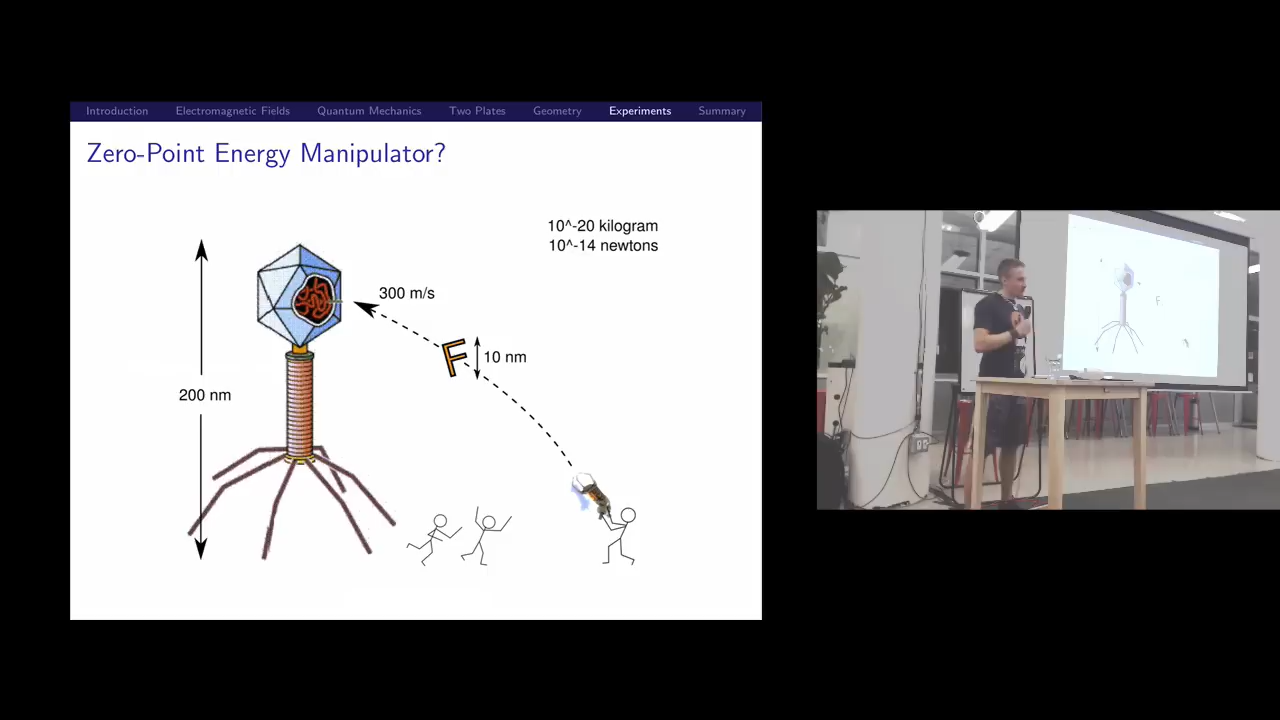 Introduction Electromagnetic Fields Quantum Mechanics Two Plates Geometry Experiments Summary
Zero-Point Energy Manipulator?
10^-20 kilogram
10^-14 newtons
300 m/s
F
10 nm
200 nm